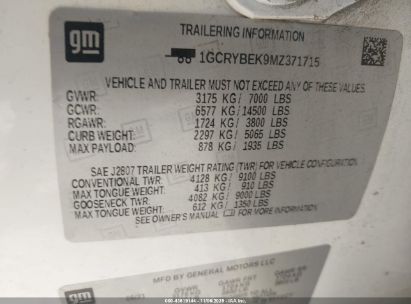 gm
TRAILERING INFORMATION
1GCRYBEK9MZ371715
VEHICLE AND TRAILER MUST NOT EXCEED ANY OF THESE RATINGS
GVWR: 3175 KG/ 7000 LBS
GCWR: 6577 KG/ 14500 LBS
RGAWR: 1724 KG/ 3800 LBS
CURB WEIGHT: 2297 KG/ 5065 LBS
MAX PAYLOAD: 878 KG/ 1935 LBS
SAE J2807 TRAILER WEIGHT RATING (TWR) FOR VEHICLE CONFIGURATION
CONVENTIONAL TWR: 4128 KG/ 9100 LBS
MAX TONGUE WEIGHT: 413 KG/ 910 LBS
GOOSENECK TWR: 4082 KG/ 9000 LBS
MAX TONGUE WEIGHT: 612 KG/ 1350 LBS
SEE OWNER'S MANUAL FOR MORE INFORMATION
gm
MFD BY GENERAL MOTORS LLC